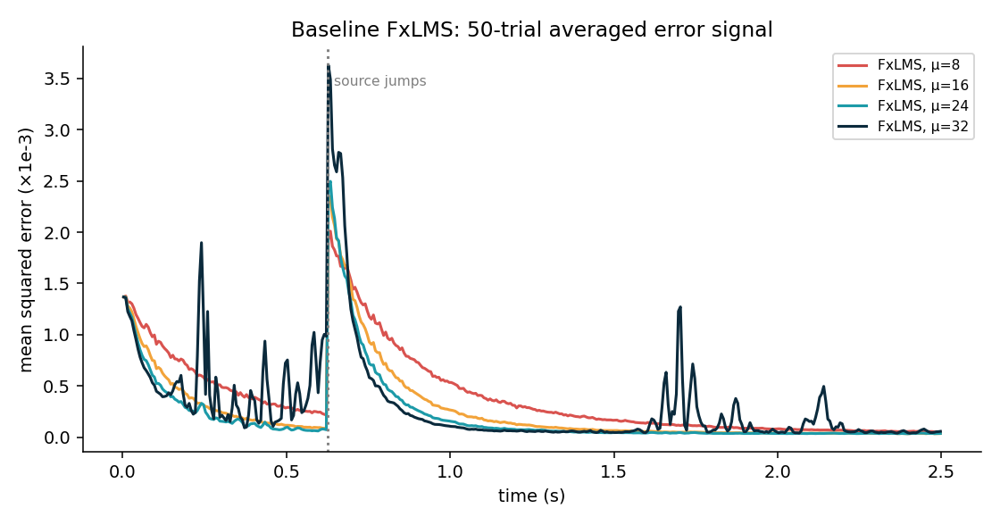 Baseline FxLMS: 50-trial averaged error signal
mean squared error (×1e-3)
3.5
3.0
2.5
2.0
1.5
1.0
0.5
0.0
source jumps
FxLMS, μ=8
FxLMS, μ=16
FxLMS, μ=24
FxLMS, μ=32
0.0
0.5
1.0
1.5
2.0
2.5
time (s)